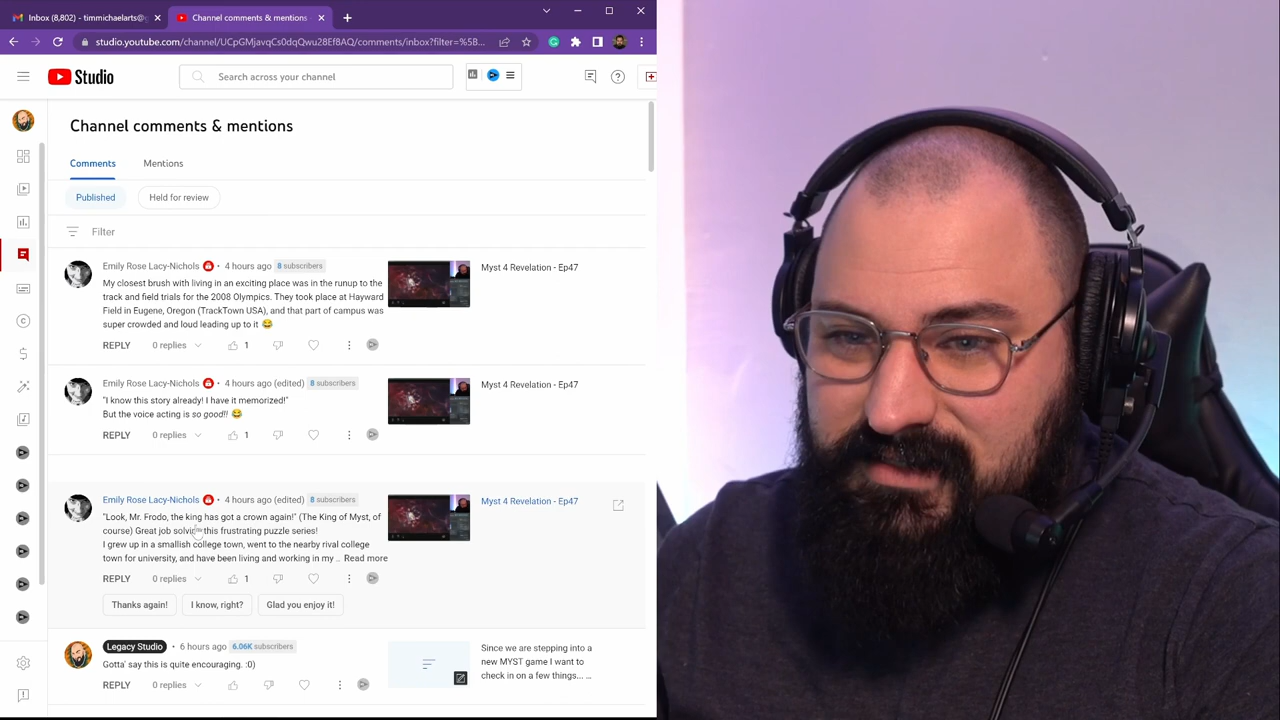 Inbox (8,802) - timmichaelarts@g
Channel comments & mentions -
studio.youtube.com/channel/UCpGMjavqCs0dqQwu28Ef8AQ/comments/inbox?filter=%5B...
Studio
Search across your channel
Channel comments & mentions
Comments
Mentions
Published
Held for review
Filter
Emily Rose Lacy-Nichols • 4 hours ago 8 subscribers
My closest brush with living in an exciting place was in the runup to the
track and field trials for the 2008 Olympics. They took place at Hayward
Field in Eugene, Oregon (TrackTown USA), and that part of campus was
super crowded and loud leading up to it 😂
Myst 4 Revelation - Ep47
REPLY 0 replies 1
Emily Rose Lacy-Nichols • 4 hours ago (edited) 8 subscribers
"I know this story already! I have it memorized!"
But the voice acting is so good!! 😂
Myst 4 Revelation - Ep47
REPLY 0 replies 1
Emily Rose Lacy-Nichols • 4 hours ago (edited) 8 subscribers
"Look, Mr. Frodo, the king has got a crown again!" (The King of Myst, of
course) Great job solving this frustrating puzzle series!
I grew up in a smallish college town, went to the nearby rival college
town for university, and have been living and working in my ... Read more
Myst 4 Revelation - Ep47
REPLY 0 replies 1
Thanks again!
I know, right?
Glad you enjoy it!
Legacy Studio • 6 hours ago 6.06K subscribers
Gotta' say this is quite encouraging. :0)
Since we are stepping into a
new MYST game I want to
check in on a few things... ...
REPLY 0 replies